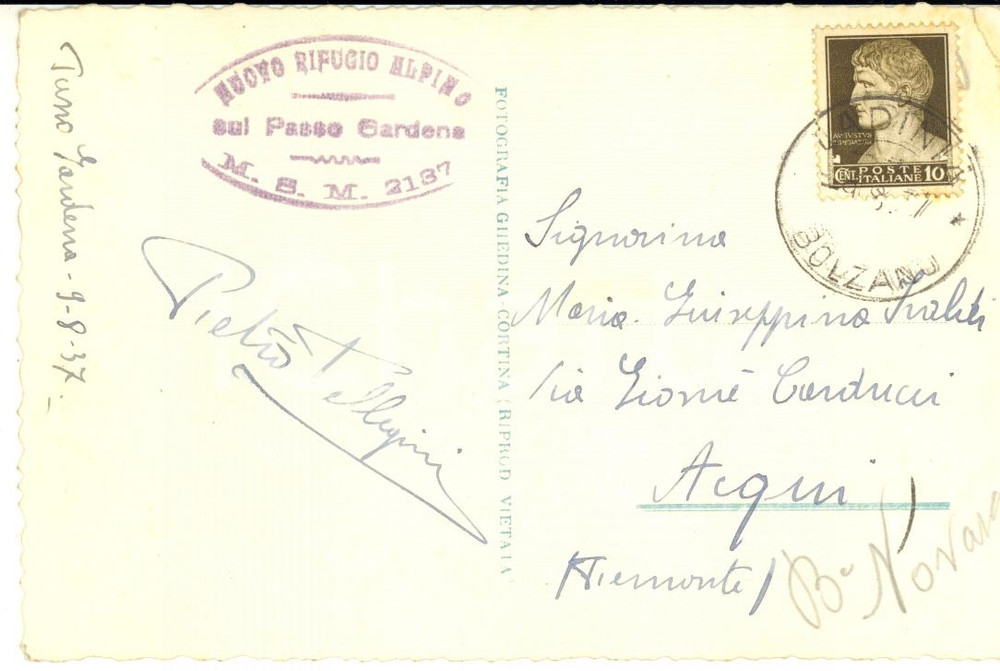 Passo Gardena - 9-8-37.
NUOVO RIFUGIO ALPINO
sul Passo Gardena
M. S. M. 2137
Pietro Pellegrini
FOTOGRAFIA GHEDINA-CORTINA (RIPROD VIETATA
AUGUSTUS
CENT. POSTE ITALIANE 10
BOLZANO
Signorina
Maria Giuseppina
Via Giosuè Carducci
Acqui
(Piemonte)